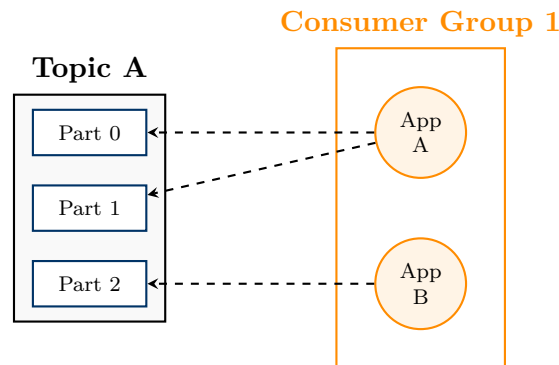 Consumer Group 1
Topic A
Part 0
Part 1
Part 2
App
A
App
B